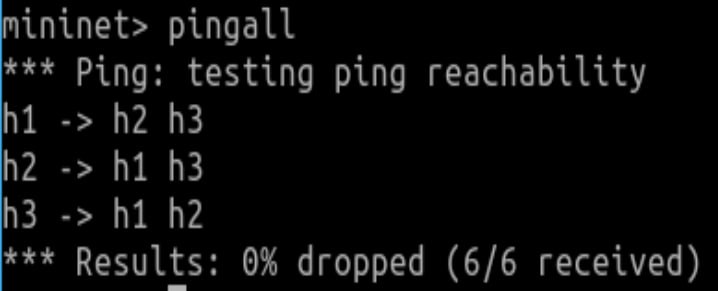 mininet> pingall
*** Ping: testing ping reachability
h1 -> h2 h3
h2 -> h1 h3
h3 -> h1 h2
*** Results: 0% dropped (6/6 received)